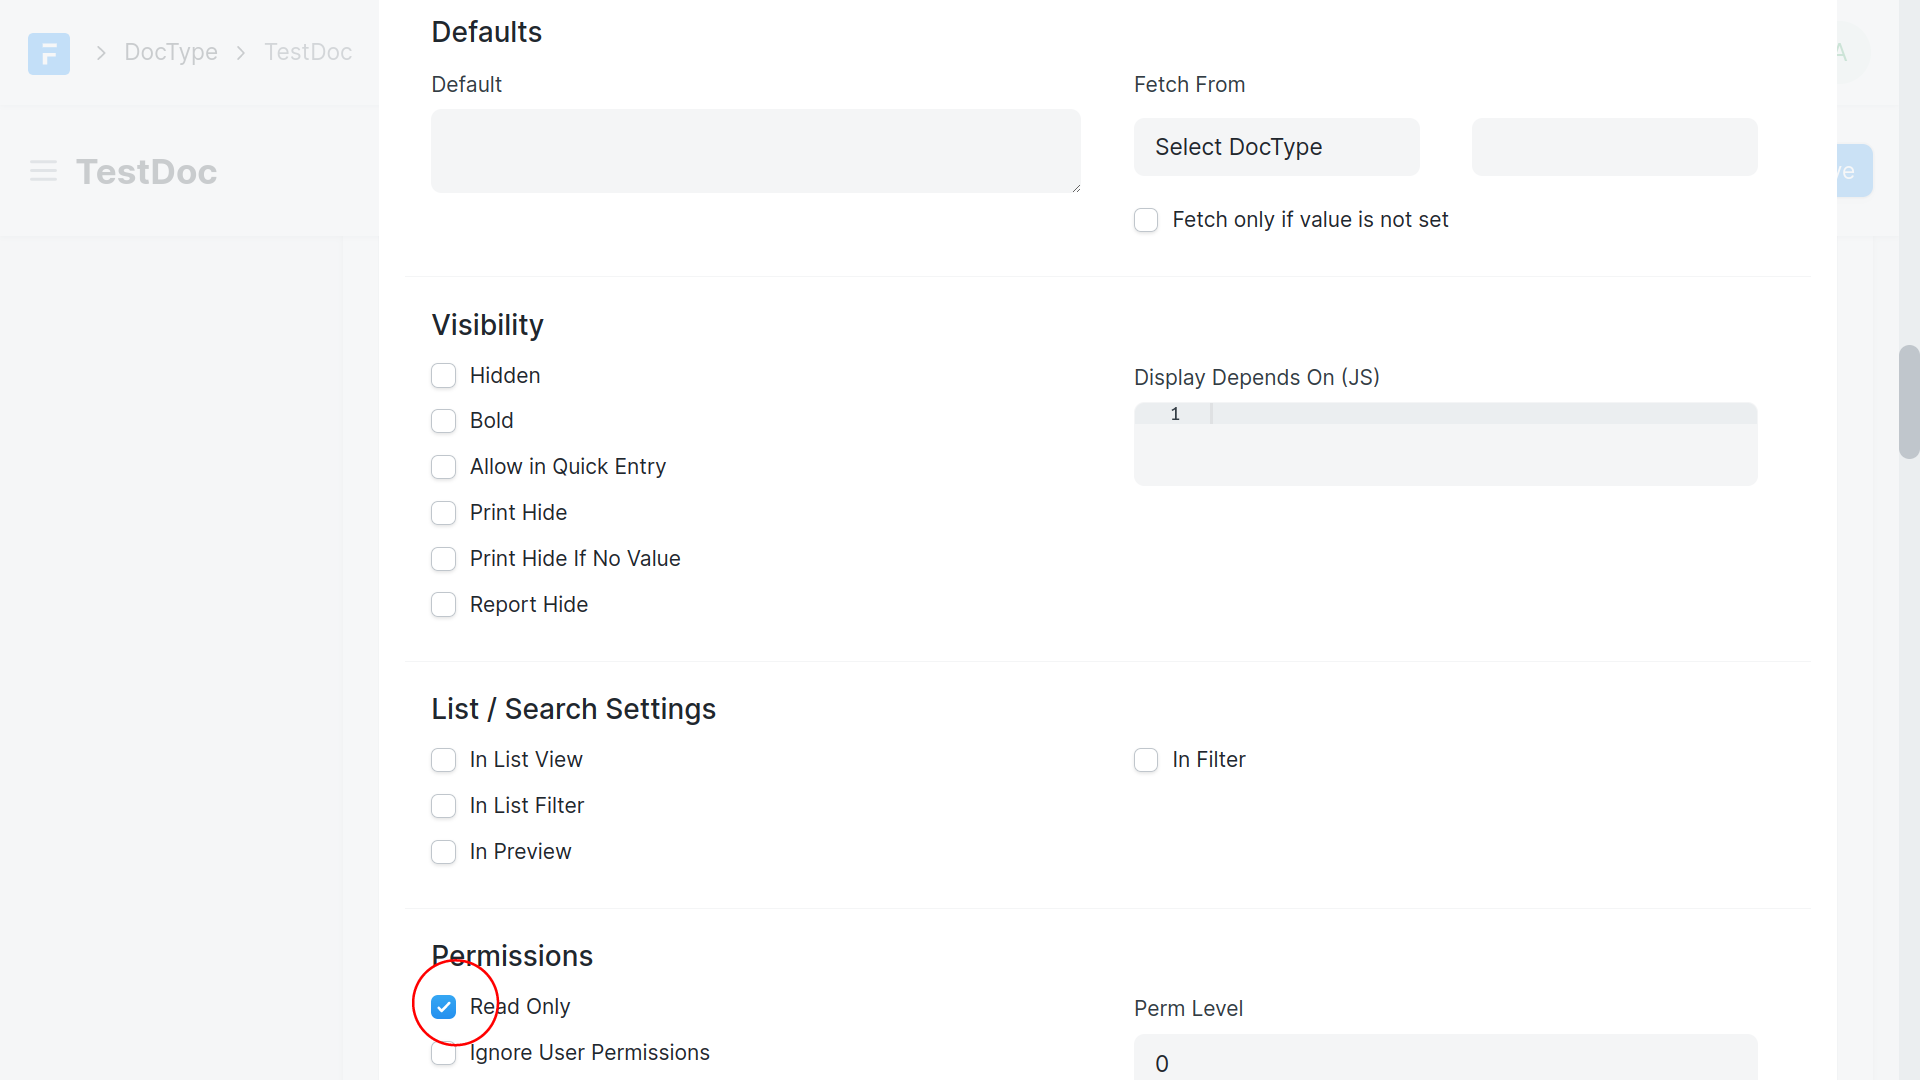 DocType
TestDoc
TestDoc
Defaults
Default
Fetch From
Select DocType
Fetch only if value is not set
Visibility
Hidden
Bold
Allow in Quick Entry
Print Hide
Print Hide If No Value
Report Hide
Display Depends On (JS)
1
List / Search Settings
In List View
In List Filter
In Preview
In Filter
Permissions
Read Only
Ignore User Permissions
Perm Level
0
A
ve